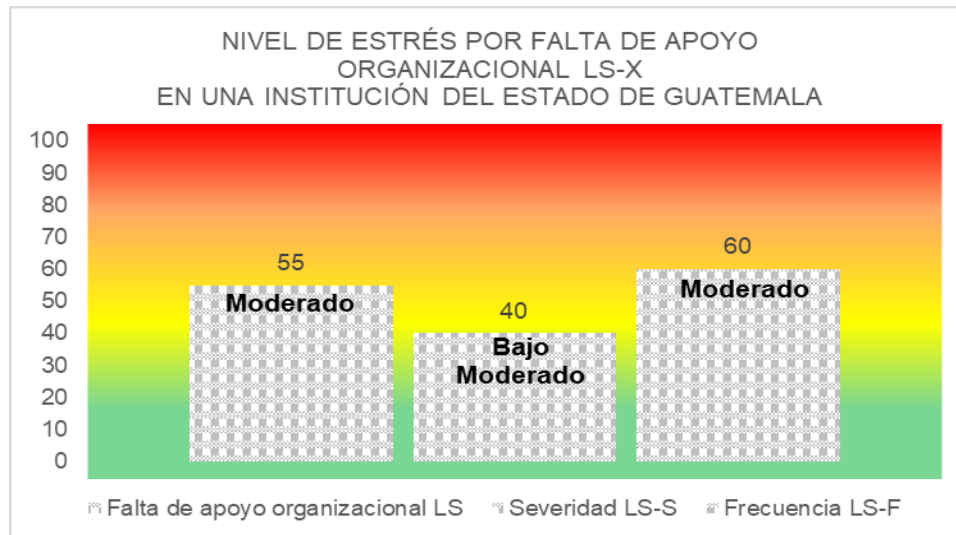 NIVEL DE ESTRÉS POR FALTA DE APOYO
ORGANIZACIONAL LS-X
EN UNA INSTITUCIÓN DEL ESTADO DE GUATEMALA
100
90
80
70
60
50
40
30
20
10
0
55
Moderado
40
Bajo
Moderado
60
Moderado
Falta de apoyo organizacional LS
Severidad LS-S
Frecuencia LS-F